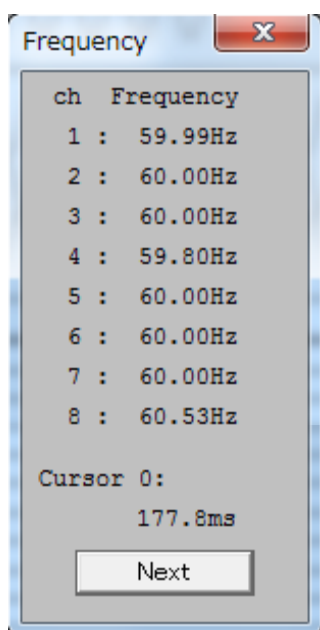 Frequency
ch Frequency
1 : 59.99Hz
2 : 60.00Hz
3 : 60.00Hz
4 : 59.80Hz
5 : 60.00Hz
6 : 60.00Hz
7 : 60.00Hz
8 : 60.53Hz
Cursor 0:
177.8ms
Next